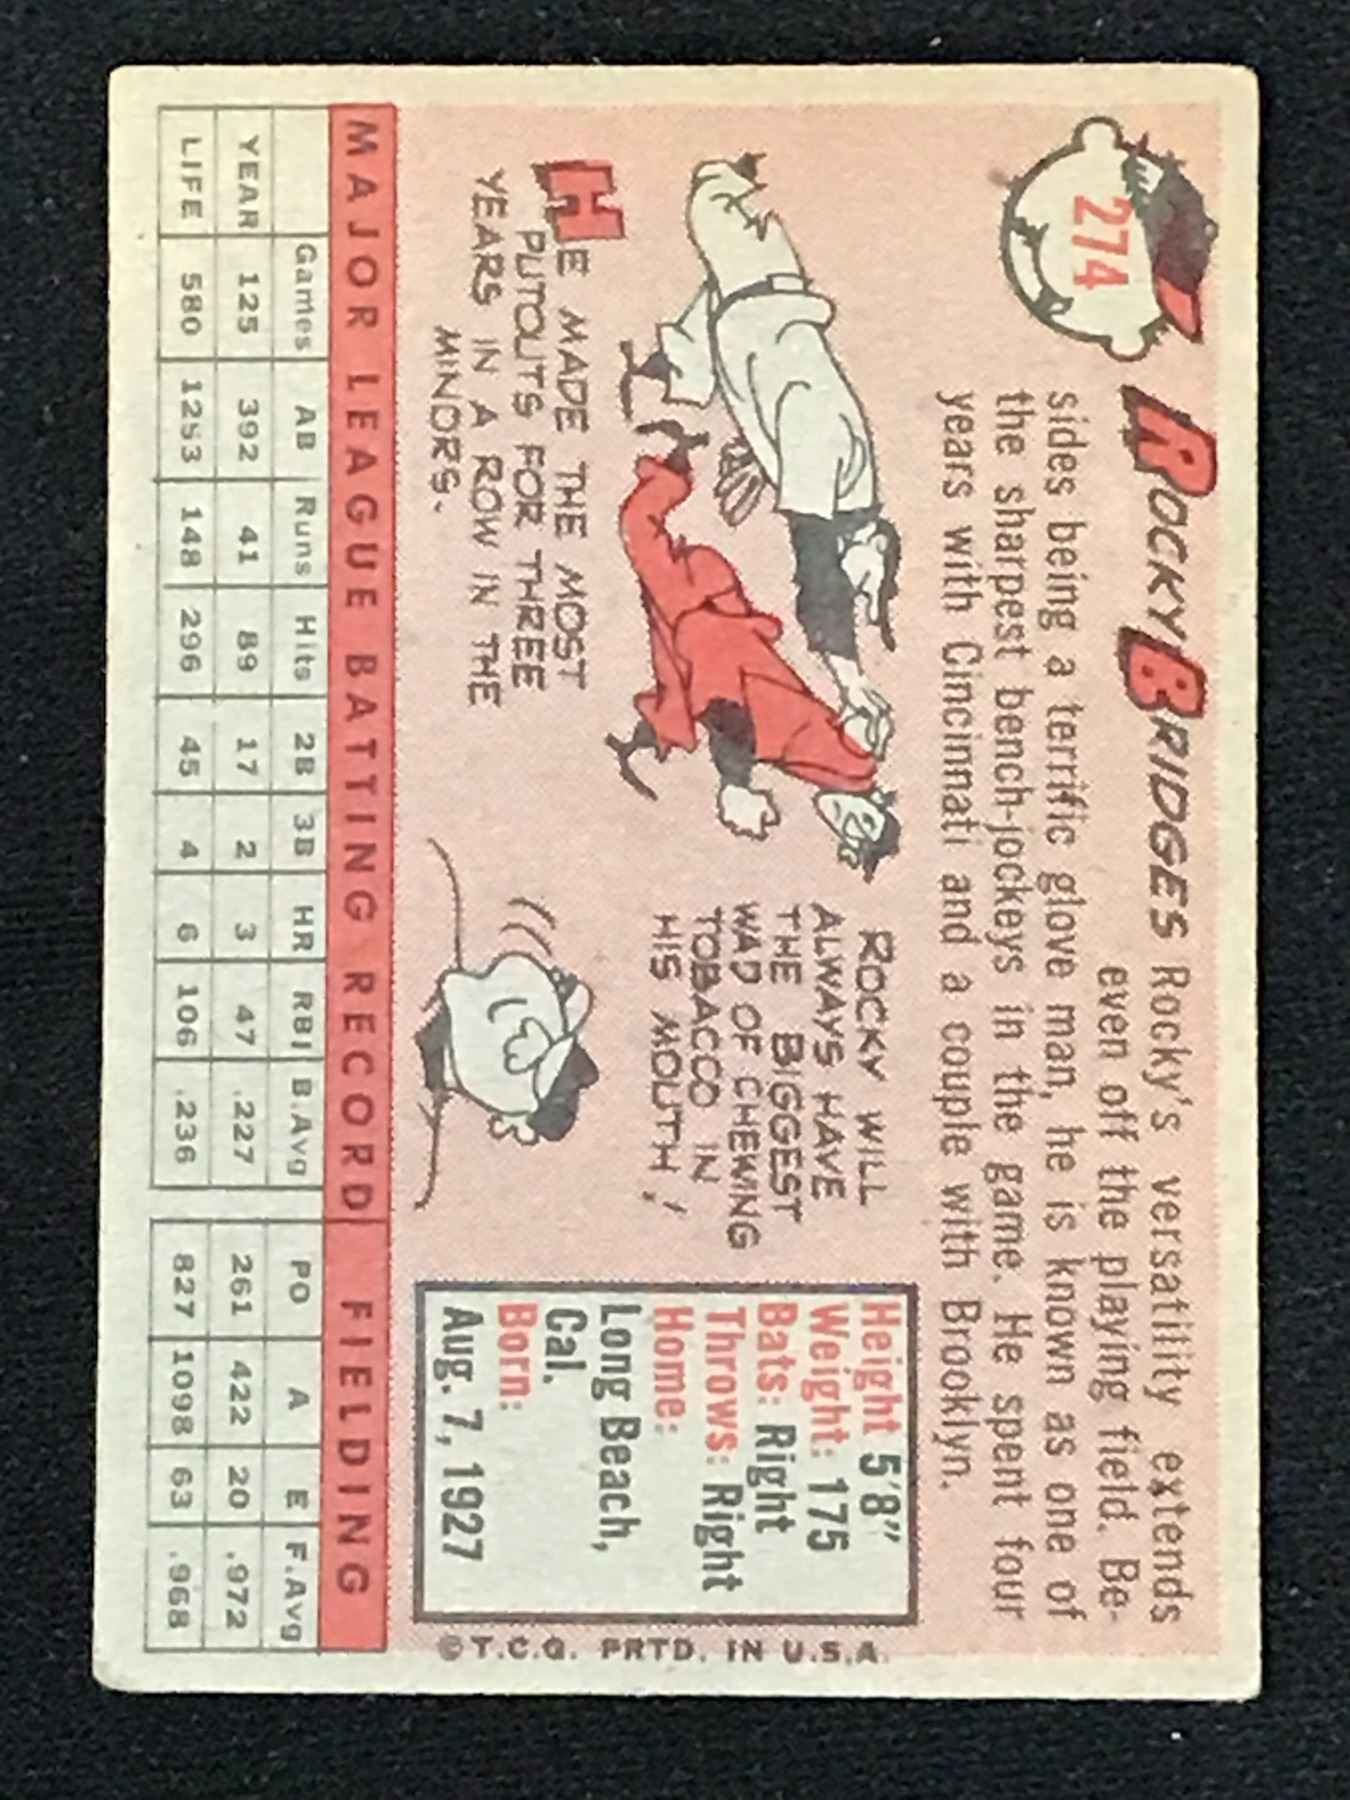 274
ROCKY BRIDGES Rocky's versatility extends
even off the playing field. Be-
sides being a terrific glove man, he is known as one of
the sharpest bench-jockeys in the game. He spent four
years with Cincinnati and a couple with Brooklyn.
HE MADE THE MOST
PUTOUTS FOR THREE
YEARS IN A ROW IN THE
MINORS.
ROCKY WILL
ALWAYS HAVE
THE BIGGEST
WAD OF CHEWING
TOBACCO IN
HIS MOUTH!
Height 5'8"
Weight: 175
Bats: Right
Throws: Right
Home:
Long Beach,
Cal.
Born:
Aug. 7, 1927
©T.C.G. PRTD. IN U.S.A.
MAJOR LEAGUE BATTING RECORD FIELDING
Games AB Runs Hits 2B 3B HR RBI B.Avg PO A E F.Avg
YEAR 125 392 41 89 17 2 3 47 .227 261 422 20 .972
LIFE 580 1253 148 296 45 4 6 106 .236 827 1098 63 .968